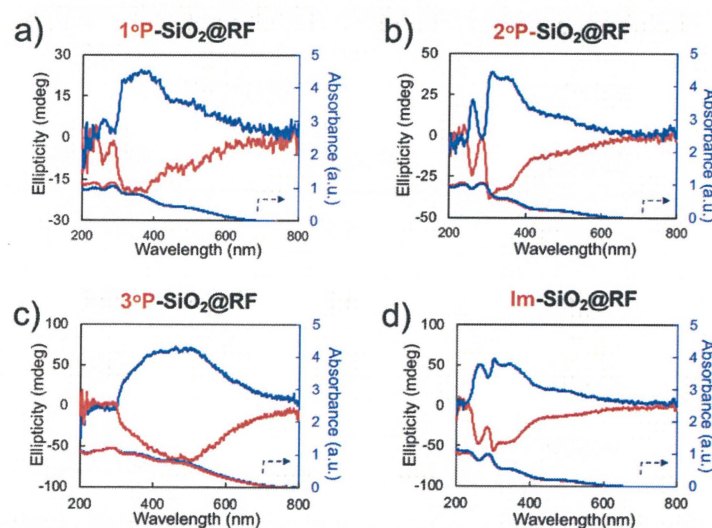 a)
1°P-SiO₂@RF
Ellipticity (mdeg)
30
15
0
-15
-30
5
4
3
2
1
0
Absorbance (a.u.)
200 400 600 800
Wavelength (nm)
b)
2°P-SiO₂@RF
Ellipticity (mdeg)
50
25
0
-25
-50
5
4
3
2
1
0
Absorbance (a.u.)
200 400 600 800
Wavelength(nm)
c)
3°P-SiO₂@RF
Ellipticity (mdeg)
100
50
0
-50
-100
5
4
3
2
1
0
Absorbance (a.u.)
200 400 600 800
Wavelength (nm)
d)
Im-SiO₂@RF
Ellipticity (mdeg)
100
50
0
-50
-100
5
4
3
2
1
0
Absorbance (a.u.)
200 400 600 800
Wavelength (nm)